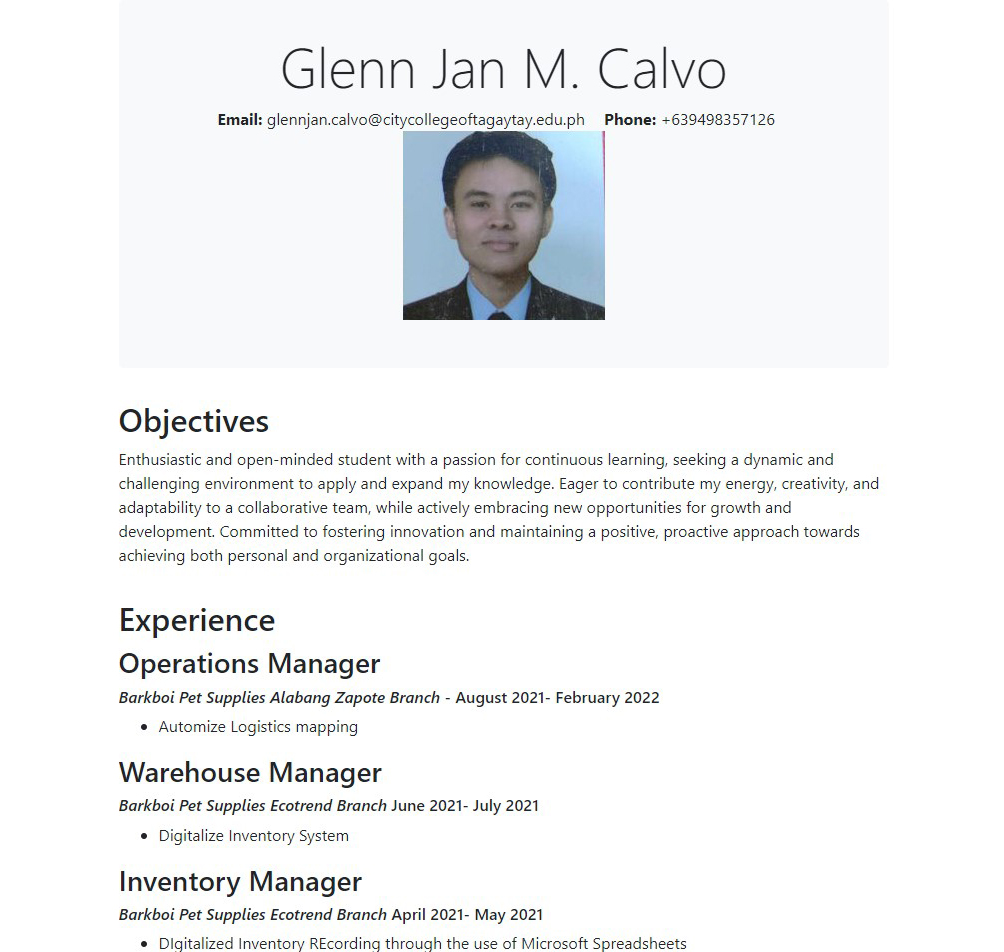 Glenn Jan M. Calvo
Email: glennjan.calvo@citycollegeoftagaytay.edu.ph Phone: +639498357126
Objectives
Enthusiastic and open-minded student with a passion for continuous learning, seeking a dynamic and
challenging environment to apply and expand my knowledge. Eager to contribute my energy, creativity, and
adaptability to a collaborative team, while actively embracing new opportunities for growth and
development. Committed to fostering innovation and maintaining a positive, proactive approach towards
achieving both personal and organizational goals.
Experience
Operations Manager
Barkboi Pet Supplies Alabang Zapote Branch - August 2021- February 2022
• Automize Logistics mapping
Warehouse Manager
Barkboi Pet Supplies Ecotrend Branch June 2021- July 2021
• Digitalize Inventory System
Inventory Manager
Barkboi Pet Supplies Ecotrend Branch April 2021- May 2021
• DIgitalized Inventory REcording through the use of Microsoft Spreadsheets